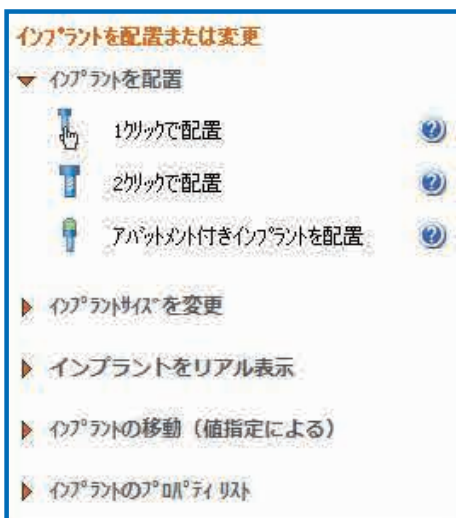 ｲﾝﾌﾟﾗﾝﾄを配置または変更
ｲﾝﾌﾟﾗﾝﾄを配置
1ｸﾘｯｸで配置
2ｸﾘｯｸで配置
ｱﾊﾞｯﾄﾒﾝﾄ付きｲﾝﾌﾟﾗﾝﾄを配置
ｲﾝﾌﾟﾗﾝﾄｻｲｽﾞを変更
インプラントをリアル表示
ｲﾝﾌﾟﾗﾝﾄの移動（値指定による）
ｲﾝﾌﾟﾗﾝﾄのﾌﾟﾛﾊﾟﾃｨ ﾘｽﾄ